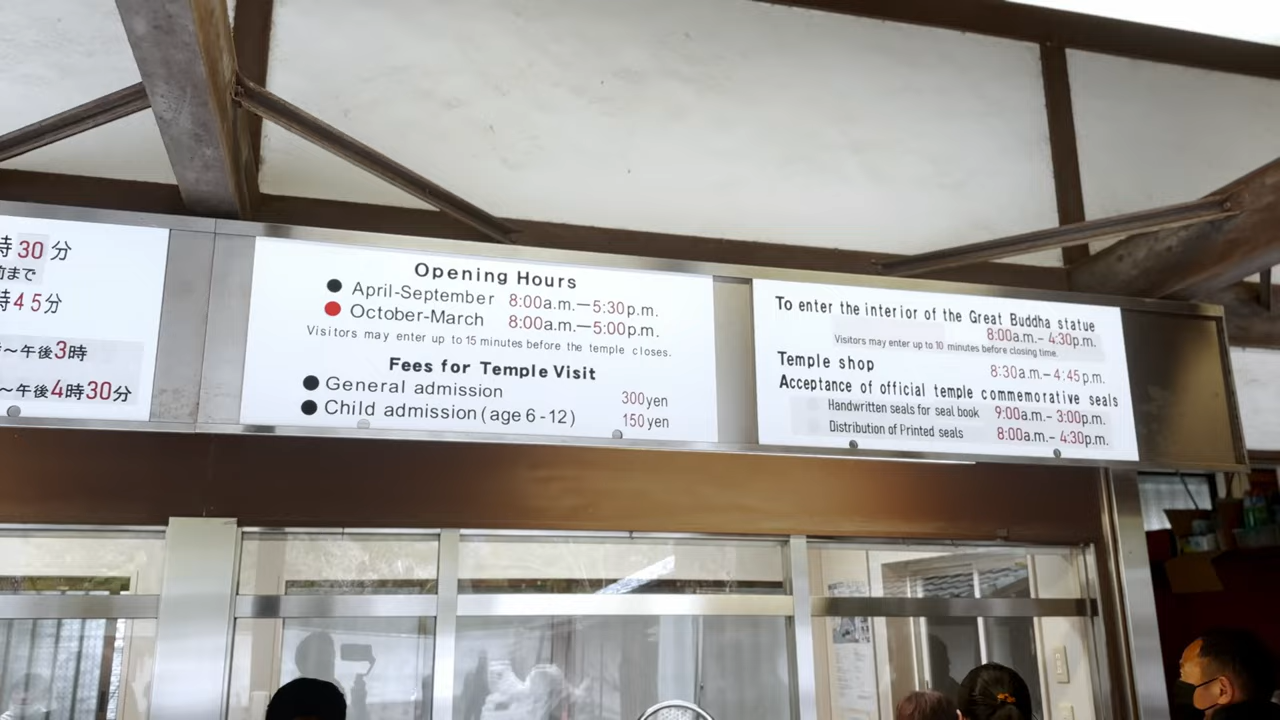 時30分
前まで
時45分
～午後3時
～午後4時30分
Opening Hours
● April-September 8:00a.m.—5:30p.m.
● October-March 8:00a.m.—5:00p.m.
Visitors may enter up to 15 minutes before the temple closes.
Fees for Temple Visit
● General admission 300yen
● Child admission (age 6-12) 150yen
To enter the interior of the Great Buddha statue
8:00a.m.– 4:30p.m.
Visitors may enter up to 10 minutes before closing time.
Temple shop 8:30a.m.– 4:45p.m.
Acceptance of official temple commemorative seals
Handwritten seals for seal book 9:00a.m.– 3:00p.m.
Distribution of Printed seals 8:00a.m.– 4:30p.m.